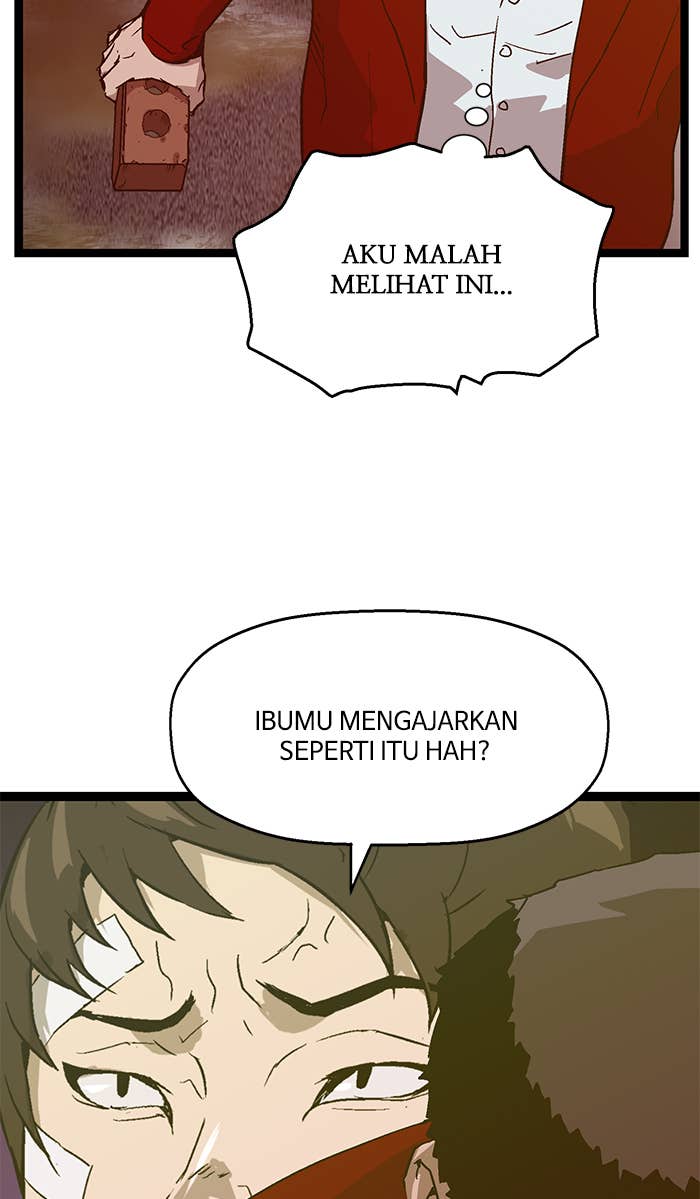 AKU MALAH
MELIHAT INI...
IBUMU MENGAJARKAN
SEPERTI ITU HAH?